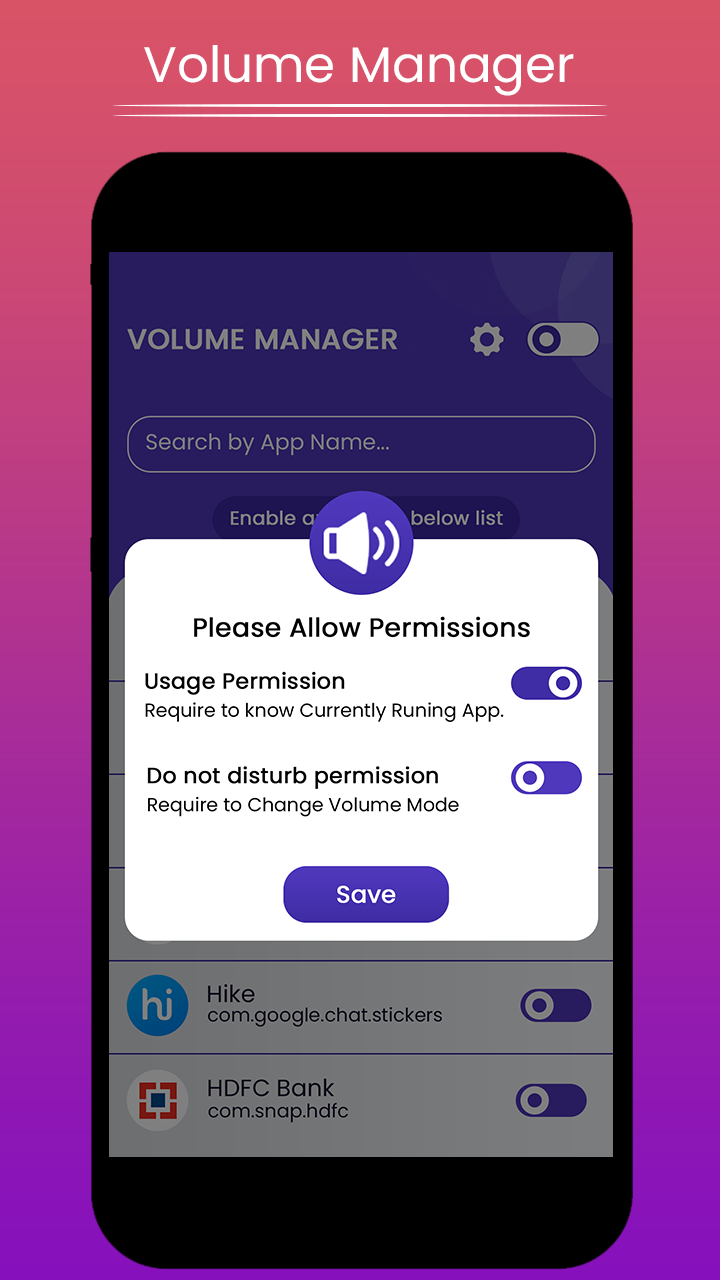 Volume Manager
VOLUME MANAGER
Search by App Name...
Enable a below list
Please Allow Permissions
Usage Permission
Require to know Currently Runing App.
Do not disturb permission
Require to Change Volume Mode
Save
hi
Hike
com.google.chat.stickers
HDFC Bank
com.snap.hdfc